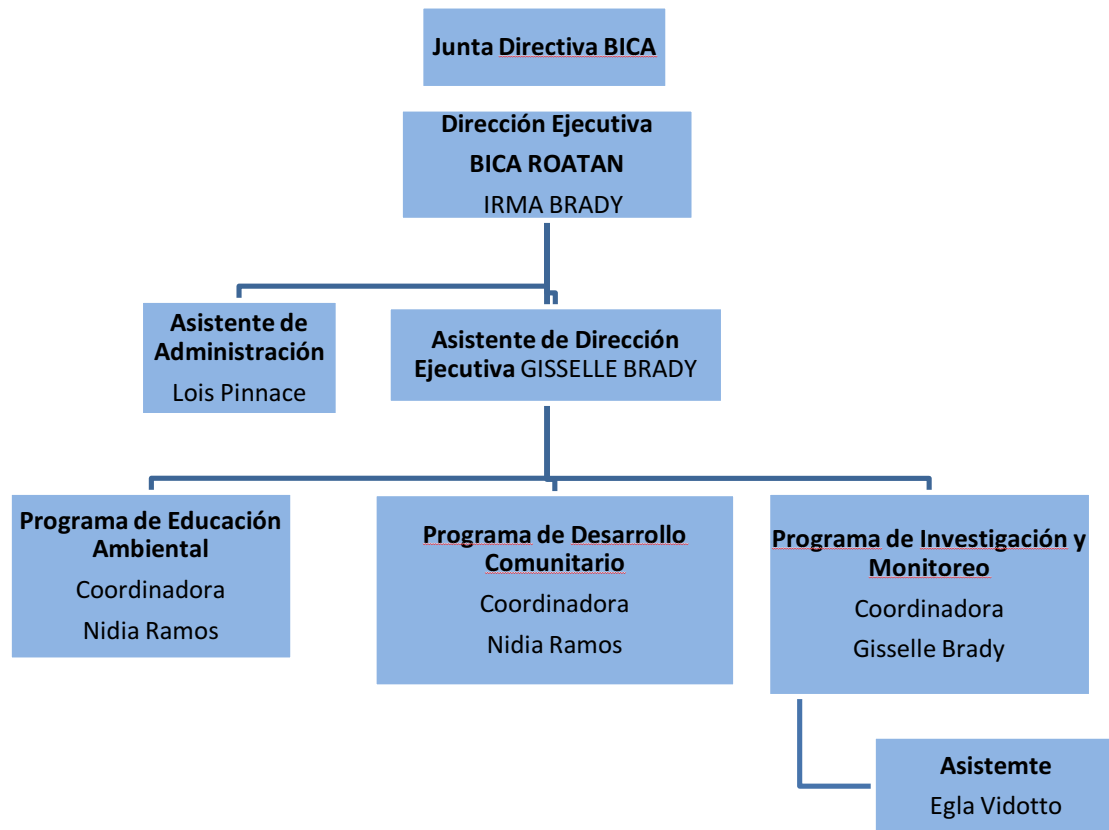 Junta Directiva BICA
Dirección Ejecutiva
BICA ROATAN
IRMA BRADY
Asistente de
Administración
Lois Pinnace
Asistente de Dirección
Ejecutiva GISSELLE BRADY
Programa de Educación
Ambiental
Coordinadora
Nidia Ramos
Programa de Desarrollo
Comunitario
Coordinadora
Nidia Ramos
Programa de Investigación y
Monitoreo
Coordinadora
Gisselle Brady
Asistemte
Egla Vidotto